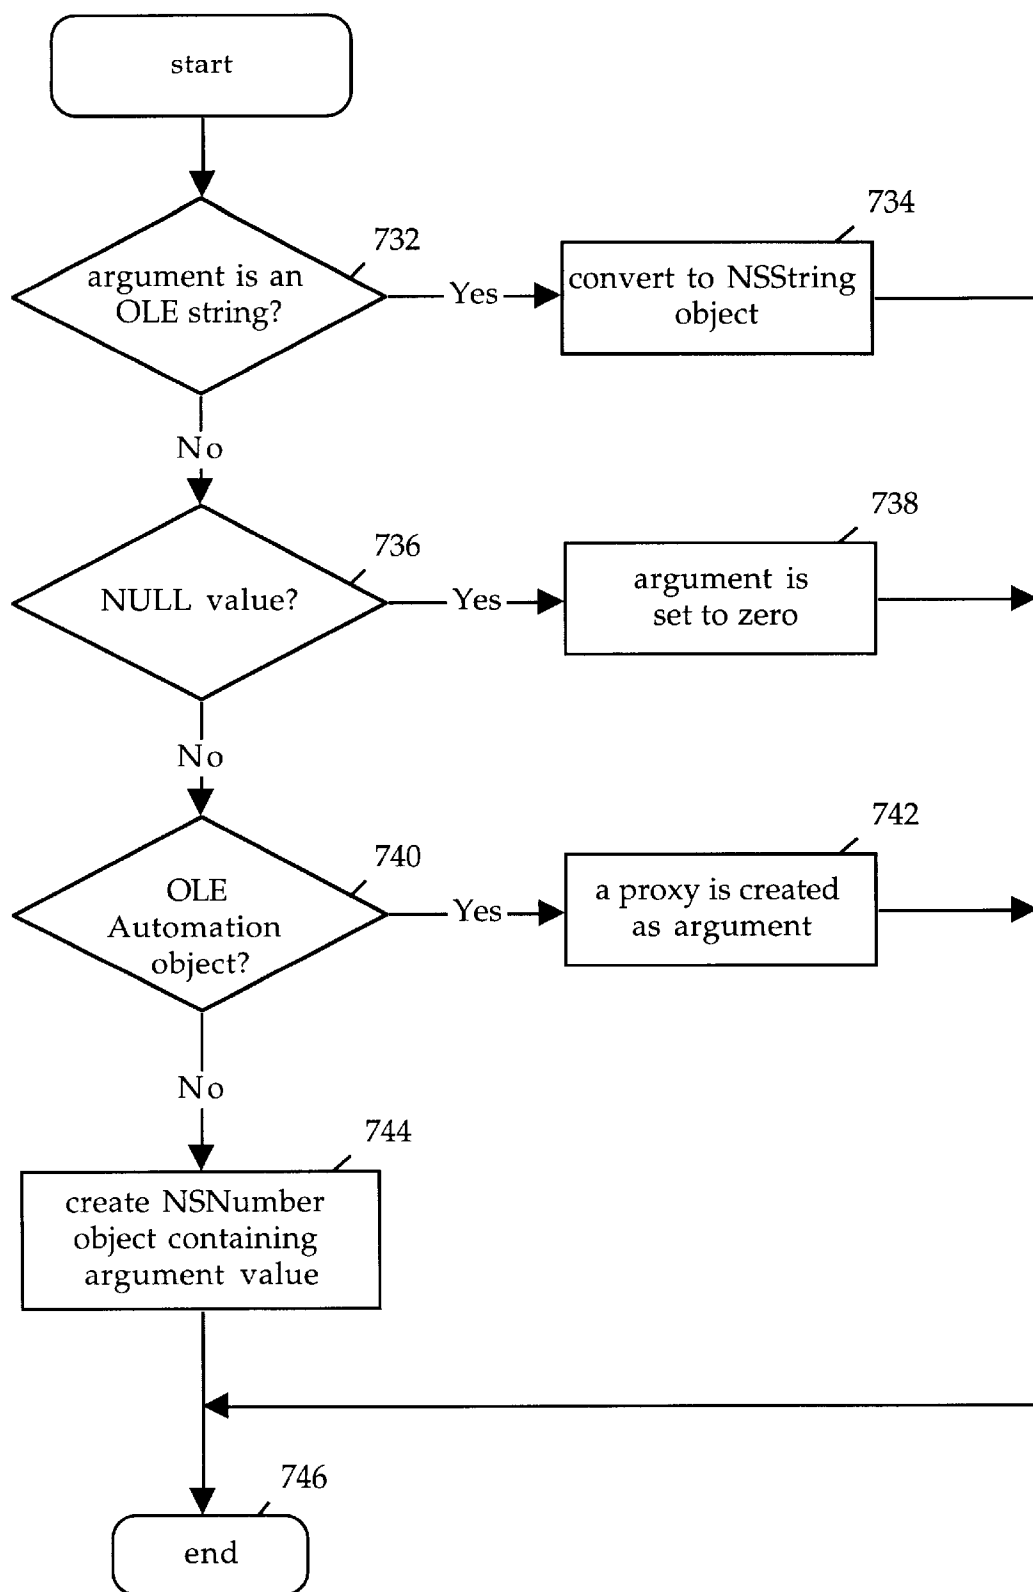 start
732
argument is an
OLE string?
Yes
734
convert to NSString
object
No
736
NULL value?
Yes
738
argument is
set to zero
No
740
OLE
Automation
object?
Yes
742
a proxy is created
as argument
No
744
create NSNumber
object containing
argument value
746
end